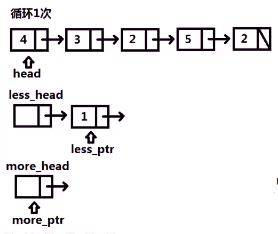 循环1次
4 3 2 5 2
head
less_head
1
less_ptr
more_head
more_ptr